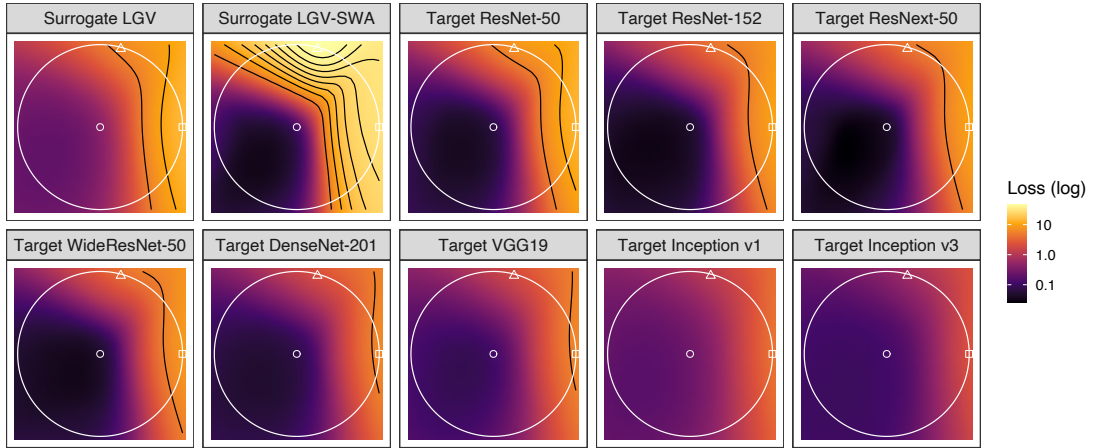 Surrogate LGV
Surrogate LGV-SWA
Target ResNet-50
Target ResNet-152
Target ResNext-50
Loss (log)
10
1.0
0.1
Target WideResNet-50
Target DenseNet-201
Target VGG19
Target Inception v1
Target Inception v3